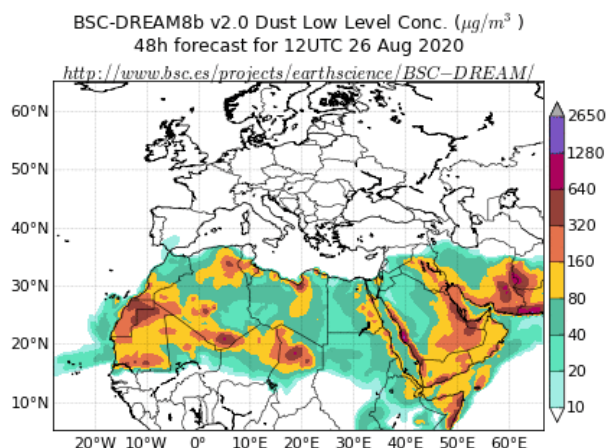 BSC-DREAM8b v2.0 Dust Low Level Conc. (μg/m³ )
48h forecast for 12UTC 26 Aug 2020
http://www.bsc.es/projects/earthscience/BSC−DREAM/
60°N
50°N
40°N
30°N
20°N
10°N
20°W 10°W 0° 10°E 20°E 30°E 40°E 50°E 60°E
2650
1280
640
320
160
80
40
20
10